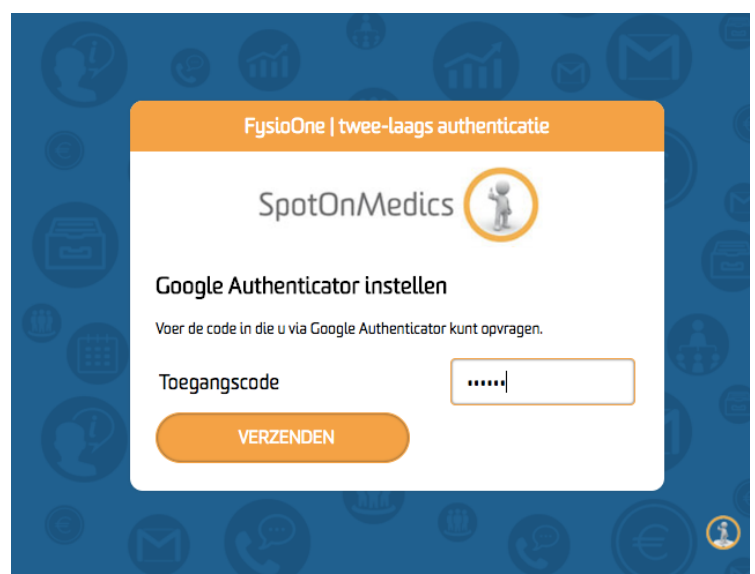 FysioOne | twee-laags authenticatie
SpotOnMedics
Google Authenticator instellen
Voer de code in die u via Google Authenticator kunt opvragen.
Toegangscode
••••••
VERZENDEN